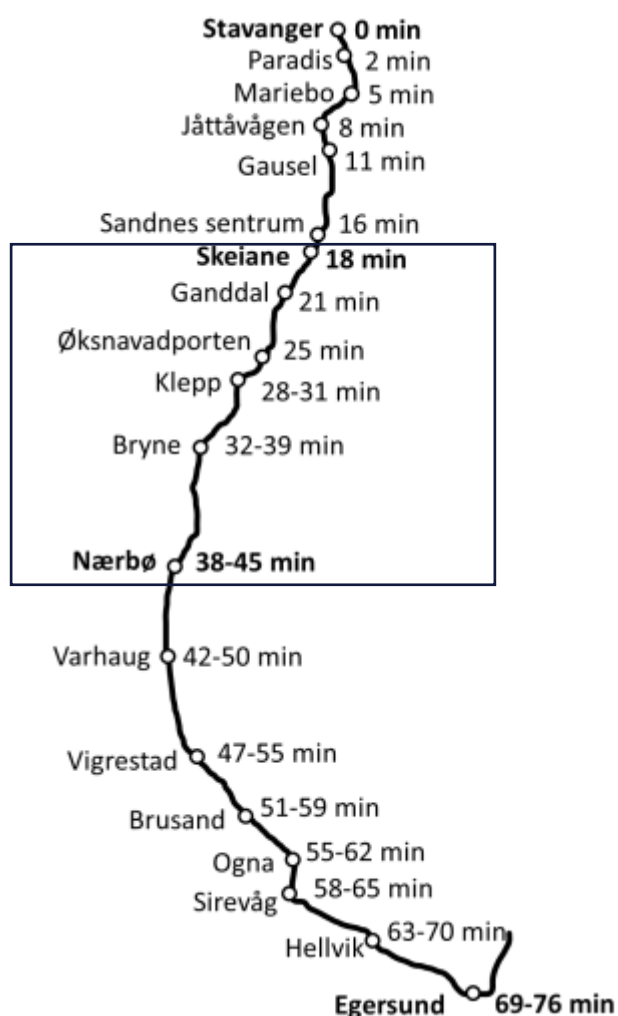 Stavanger 0 min
Paradis 2 min
Mariebo 5 min
Jåttåvågen 8 min
Gausel 11 min
Sandnes sentrum 16 min
Skeiane 18 min
Ganddal 21 min
Øksnavadporten 25 min
Klepp 28-31 min
Bryne 32-39 min
Nærbø 38-45 min
Varhaug 42-50 min
Vigrestad 47-55 min
Brusand 51-59 min
Ogna 55-62 min
Sirevåg 58-65 min
Hellvik 63-70 min
Egersund 69-76 min